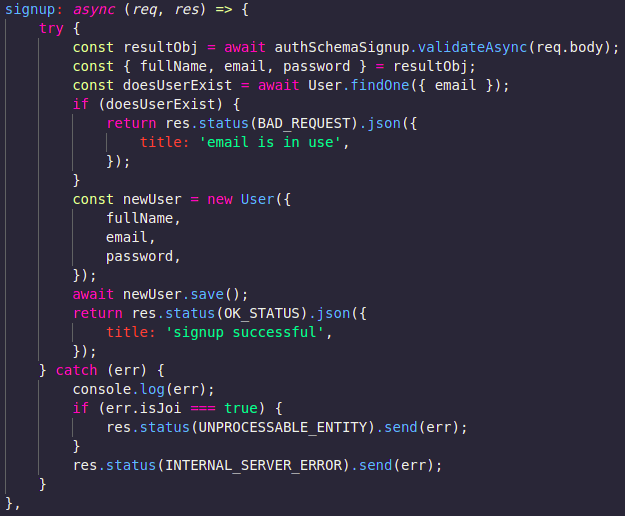 signup: async (req, res) => {
    try {
        const resultObj = await authSchemaSignup.validateAsync(req.body);
        const { fullName, email, password } = resultObj;
        const doesUserExist = await User.findOne({ email });
        if (doesUserExist) {
            return res.status(BAD_REQUEST).json({
                title: 'email is in use',
            });
        }
        const newUser = new User({
            fullName,
            email,
            password,
        });
        await newUser.save();
        return res.status(OK_STATUS).json({
            title: 'signup successful',
        });
    } catch (err) {
        console.log(err);
        if (err.isJoi === true) {
            res.status(UNPROCESSABLE_ENTITY).send(err);
        }
        res.status(INTERNAL_SERVER_ERROR).send(err);
    }
},